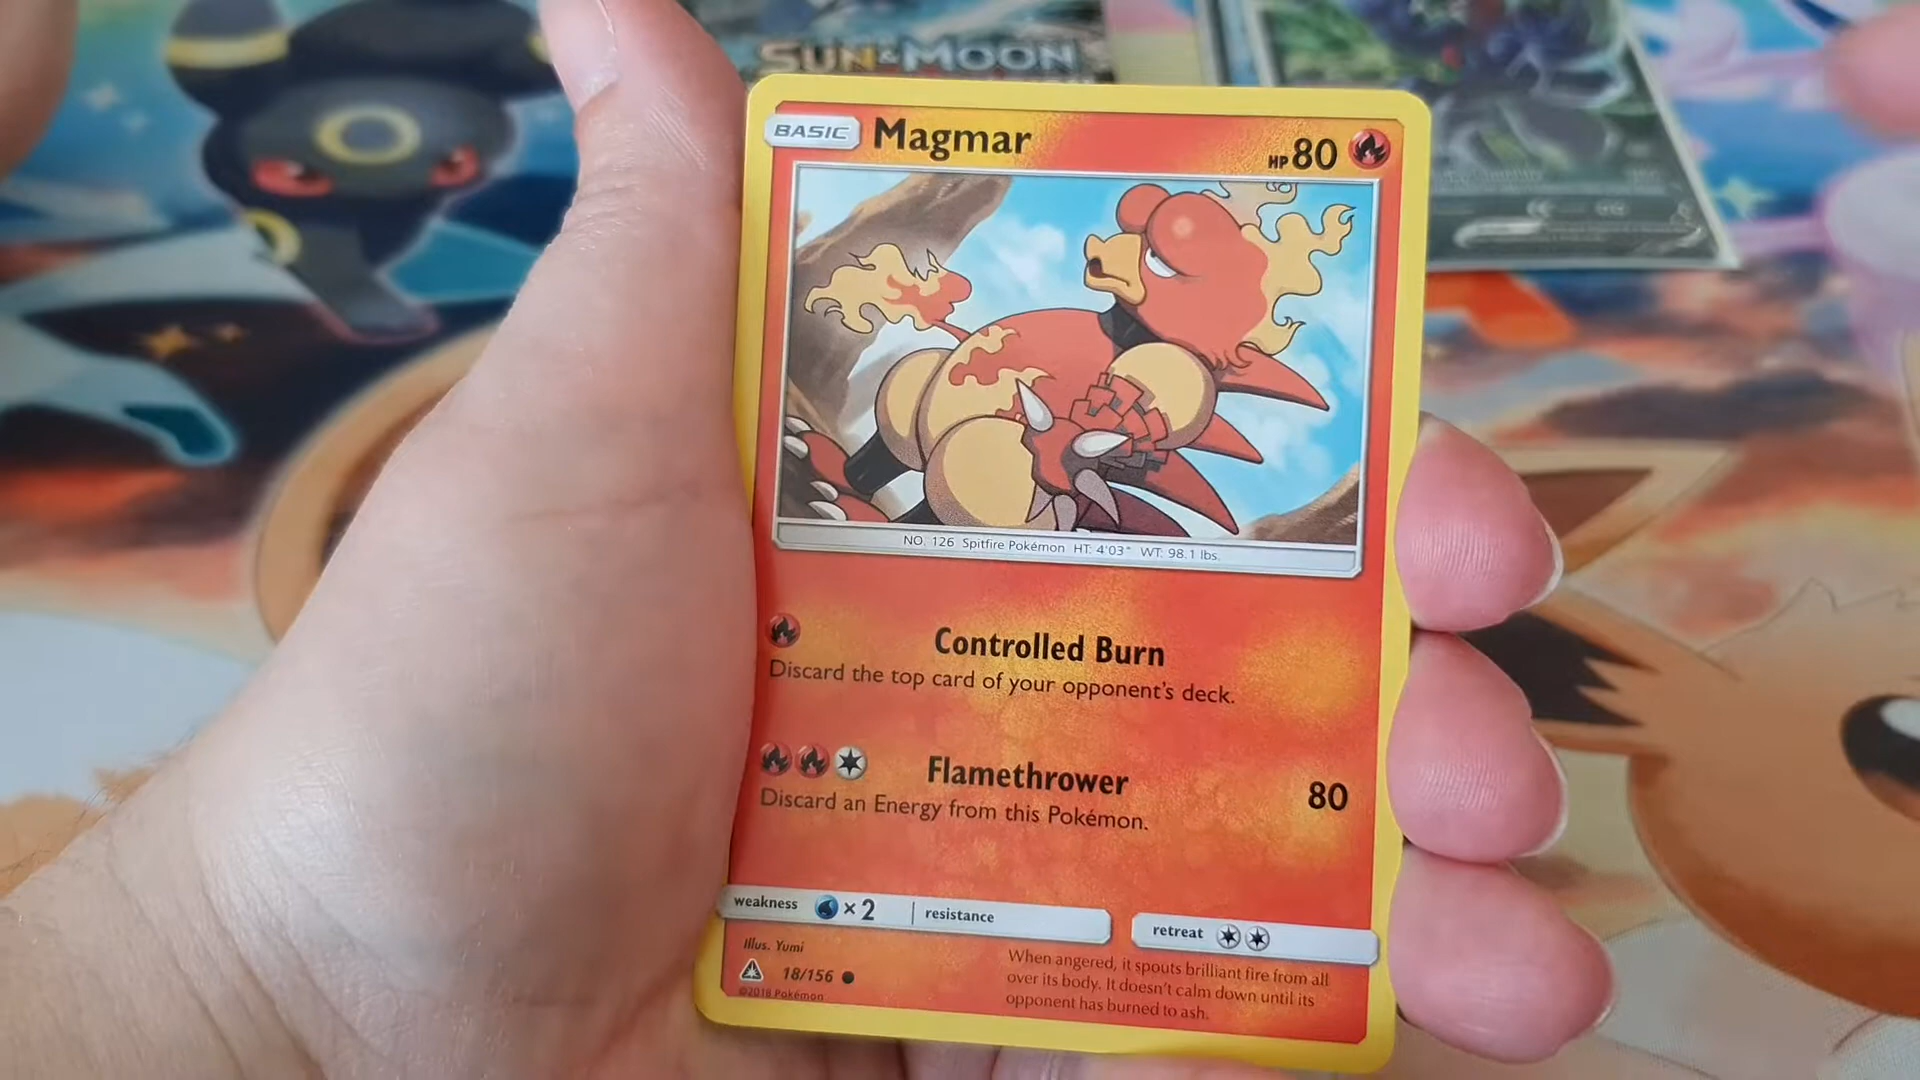 SUN & MOON
BASIC Magmar HP 80
NO. 126 Spitfire Pokémon HT: 4'03" WT: 98.1 lbs.
Controlled Burn
Discard the top card of your opponent's deck.
Flamethrower 80
Discard an Energy from this Pokémon.
weakness ×2 resistance retreat
Illus. Yumi
18/156
©2018 Pokémon
When angered, it spouts brilliant fire from all
over its body. It doesn't calm down until its
opponent has burned to ash.